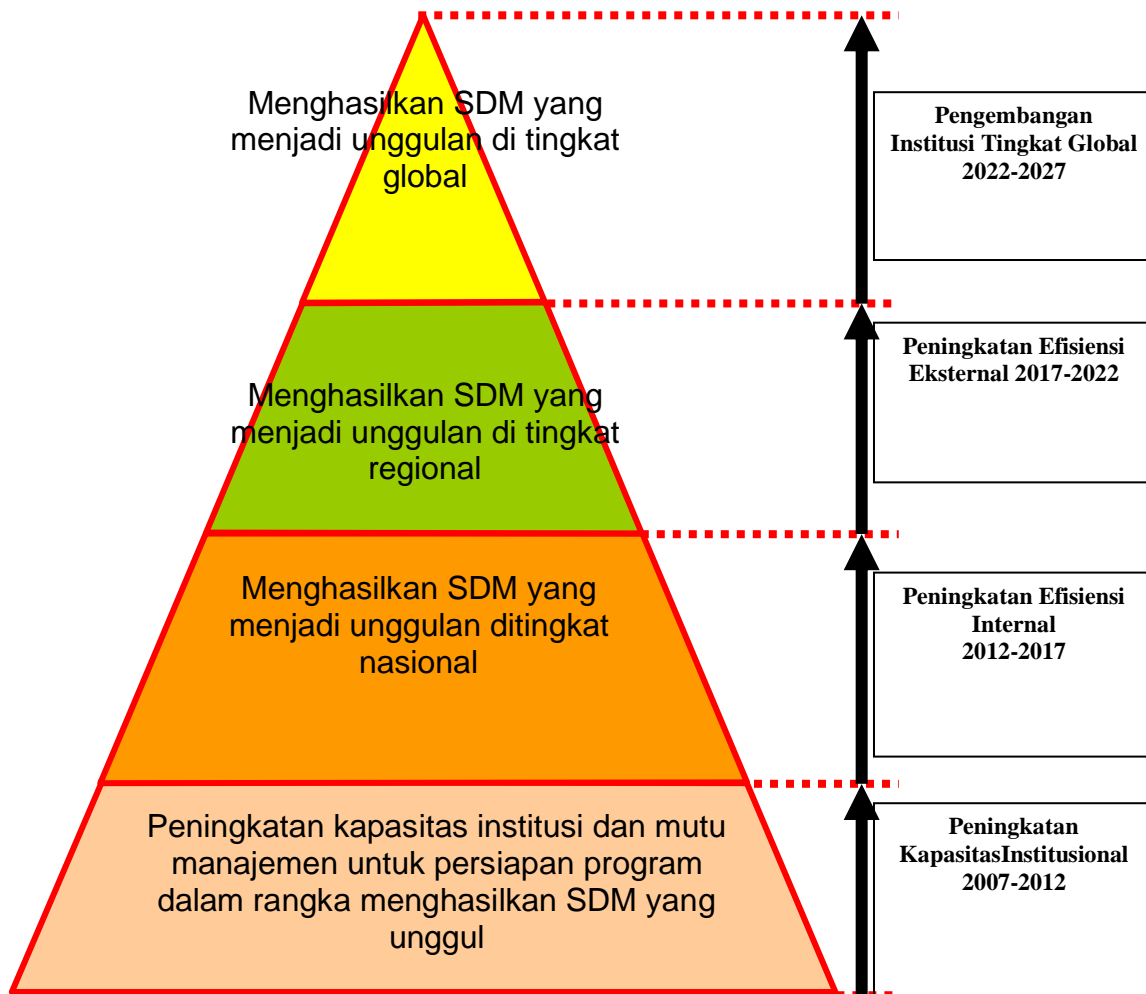 Menghasilkan SDM yang
menjadi unggulan di tingkat
global
Pengembangan
Institusi Tingkat Global
2022-2027
Menghasilkan SDM yang
menjadi unggulan di tingkat
regional
Peningkatan Efisiensi
Eksternal 2017-2022
Menghasilkan SDM yang
menjadi unggulan ditingkat
nasional
Peningkatan Efisiensi
Internal
2012-2017
Peningkatan kapasitas institusi dan mutu
manajemen untuk persiapan program
dalam rangka menghasilkan SDM yang
unggul
Peningkatan
KapasitasInstitusional
2007-2012